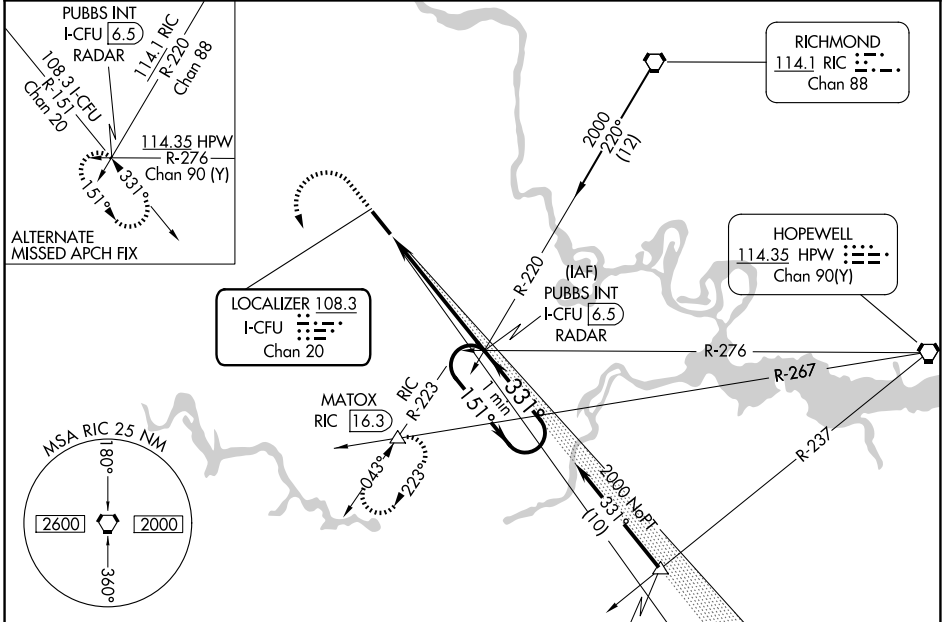 PUBBS INT
I-CFU 6.5
RADAR
108.3 I-CFU
R-151
Chan 20
114.1 RIC
R-220
Chan 88
114.35 HPW
R-276
Chan 90 (Y)
151°
331°
ALTERNATE
MISSED APCH FIX
RICHMOND
114.1 RIC
Chan 88
2000
220°
(12)
R-220
HOPEWELL
114.35 HPW
Chan 90(Y)
(IAF)
PUBBS INT
I-CFU 6.5
RADAR
LOCALIZER 108.3
I-CFU
Chan 20
R-276
R-267
R-237
1 min
331°
151°
MATOX
RIC 16.3
RIC
R-223
043°
223°
2000 NoPT
331°
(10)
MSA RIC 25 NM
180°
2600
2000
360°